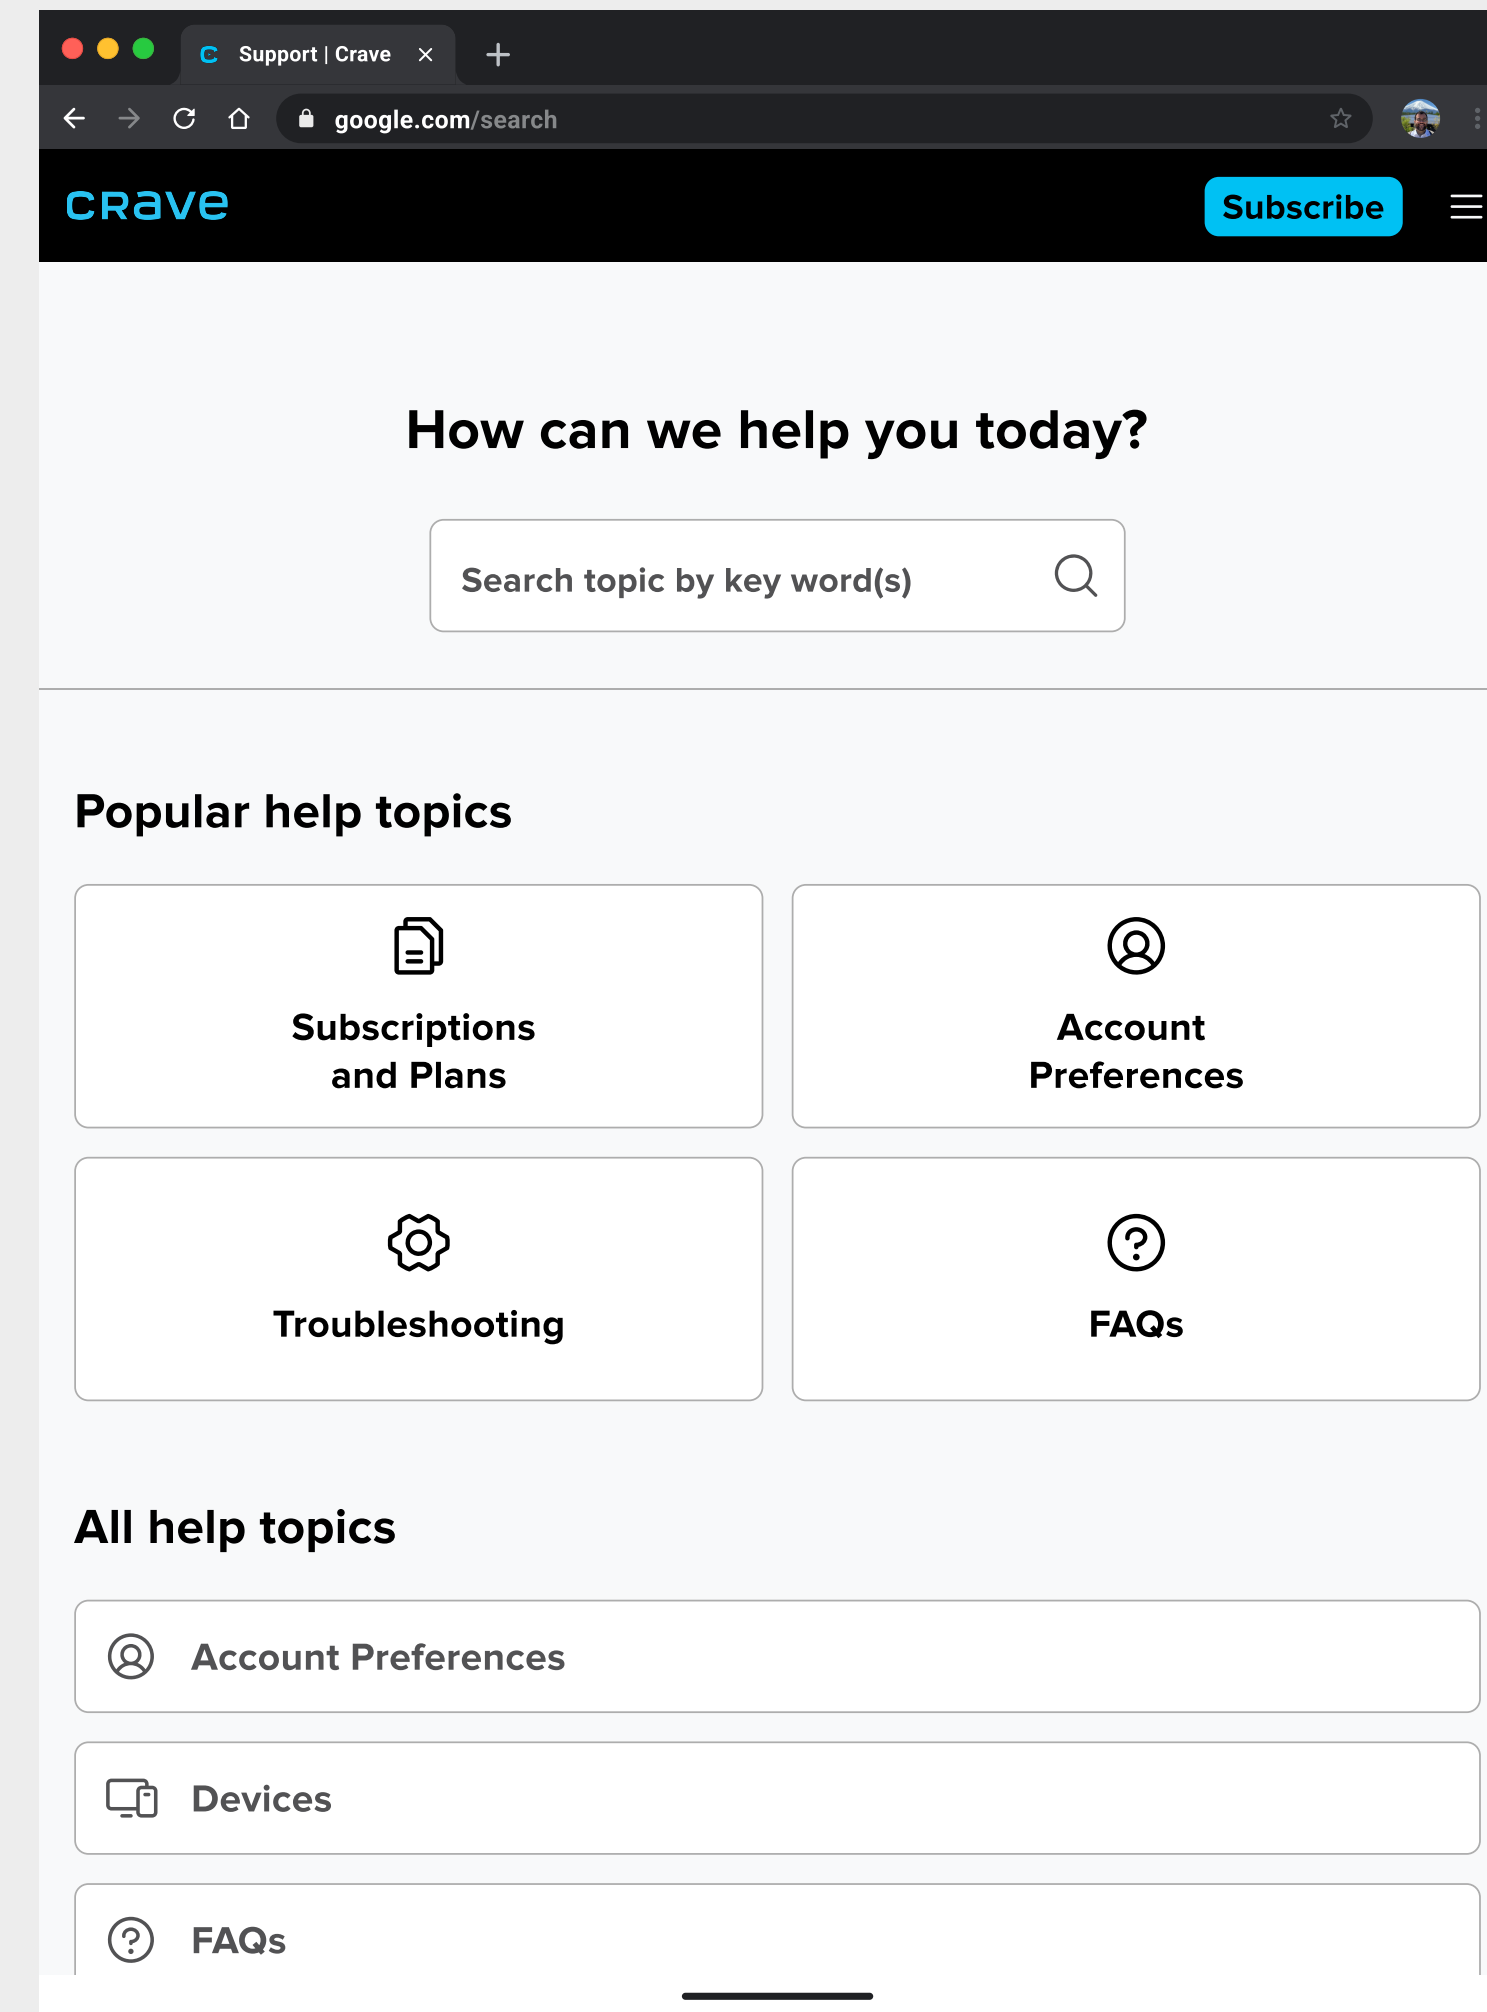 Support | Crave
google.com/search
crave
Subscribe
How can we help you today?
Search topic by key word(s)
Popular help topics
Subscriptions
and Plans
Account
Preferences
Troubleshooting
FAQs
All help topics
Account Preferences
Devices
FAQs